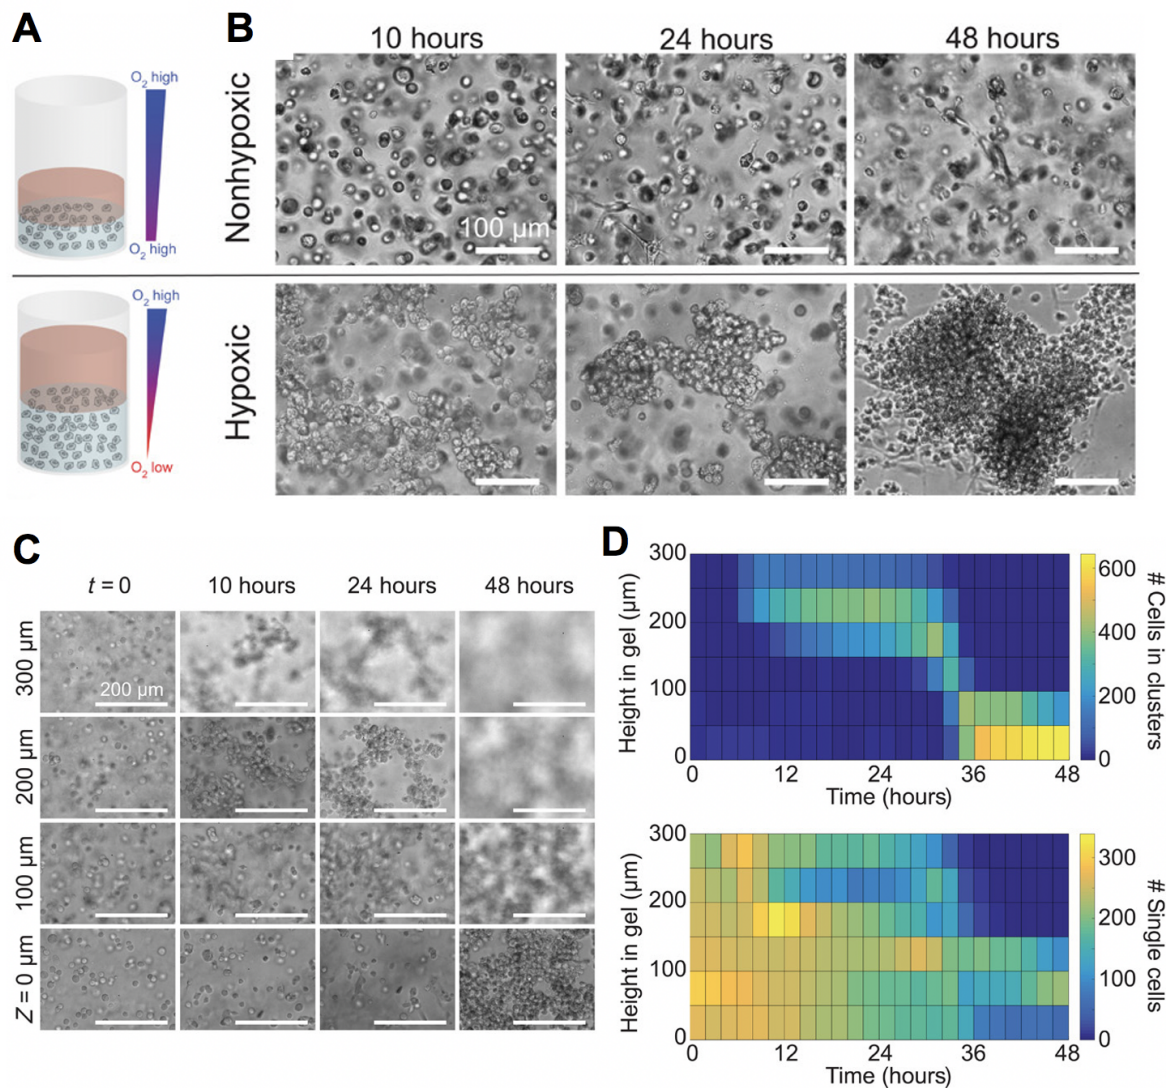 A
B
10 hours
24 hours
48 hours
O2 high
O2 high
Nonhypoxic
100 μm
O2 high
O2 low
Hypoxic
C
t = 0
10 hours
24 hours
48 hours
300 μm
200 μm
200 μm
100 μm
Z = 0 μm
D
300
200
100
0
Height in gel (μm)
0
12
24
36
48
Time (hours)
600
400
200
0
# Cells in clusters
300
200
100
0
Height in gel (μm)
0
12
24
36
48
Time (hours)
300
200
100
0
# Single cells